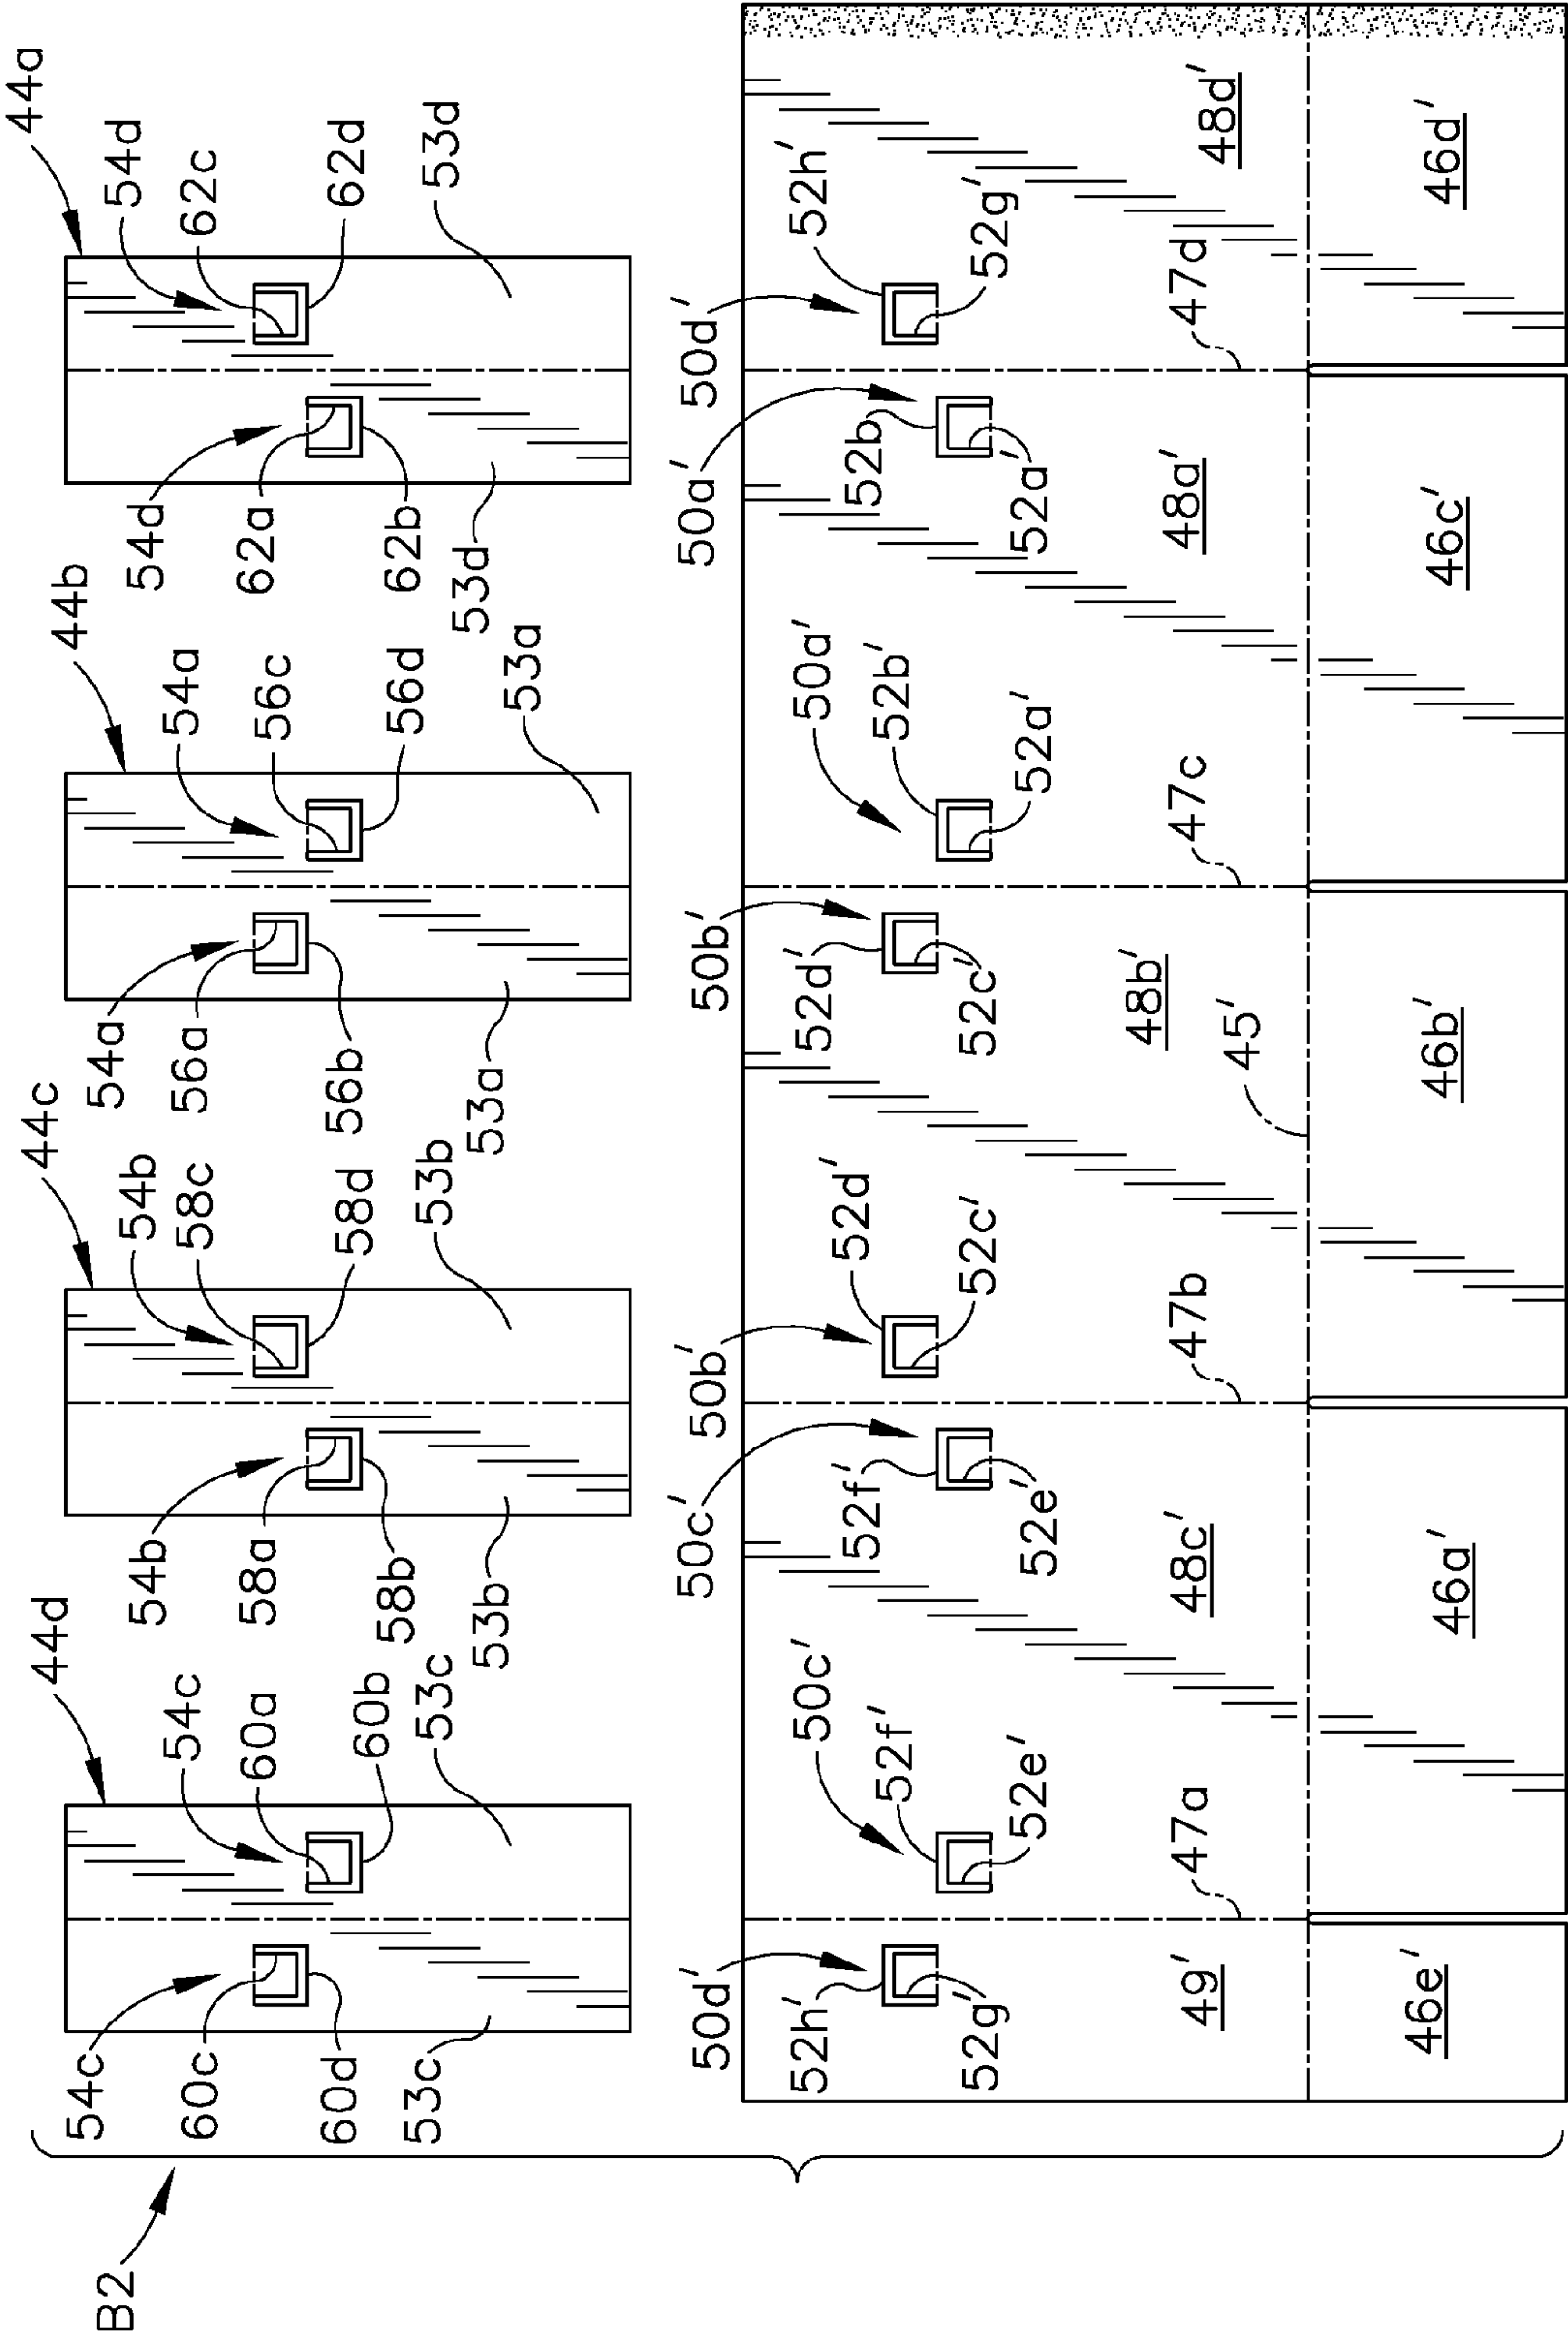 B2
44d
54c
60c
60d
53c
54c
60a
60b
53c
44c
54b
58a
58b
53b
54b
58c
58d
53b
44b
54a
56a
56b
53a
54a
56c
56d
53a
44a
54d
62a
62b
53d
54d
62c
62d
53d
50d'
52h'
52g'
49'
46e'
47a
50c'
52f'
52e'
50c'
52f'
52e'
48c'
46a'
47b
50b'
52d'
52c'
50b'
52d'
52c'
48b'
45'
46b'
47c
50a'
52b'
52a'
50a'
52b
52a'
48a'
46c'
47d
50d'
52h'
52g'
48d'
46d'